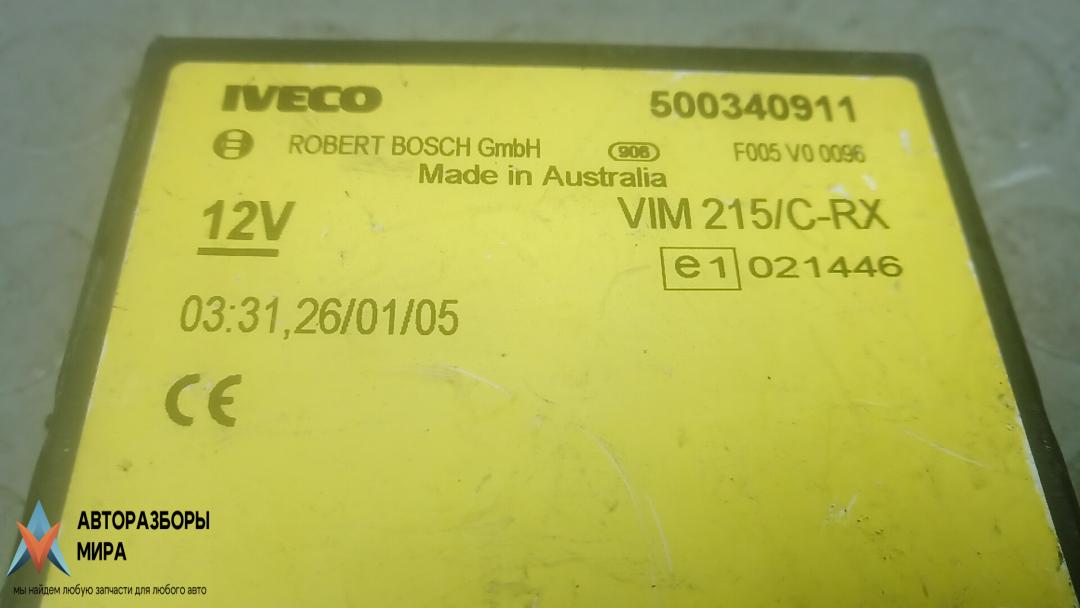 IVECO 500340911
ROBERT BOSCH GmbH 906 F005 V0 0096
Made in Australia
12V VIM 215/C-RX
e1 021446
03:31,26/01/05
CE
АВТОРАЗБОРЫ
МИРА
мы найдем любую запчасти для любого авто